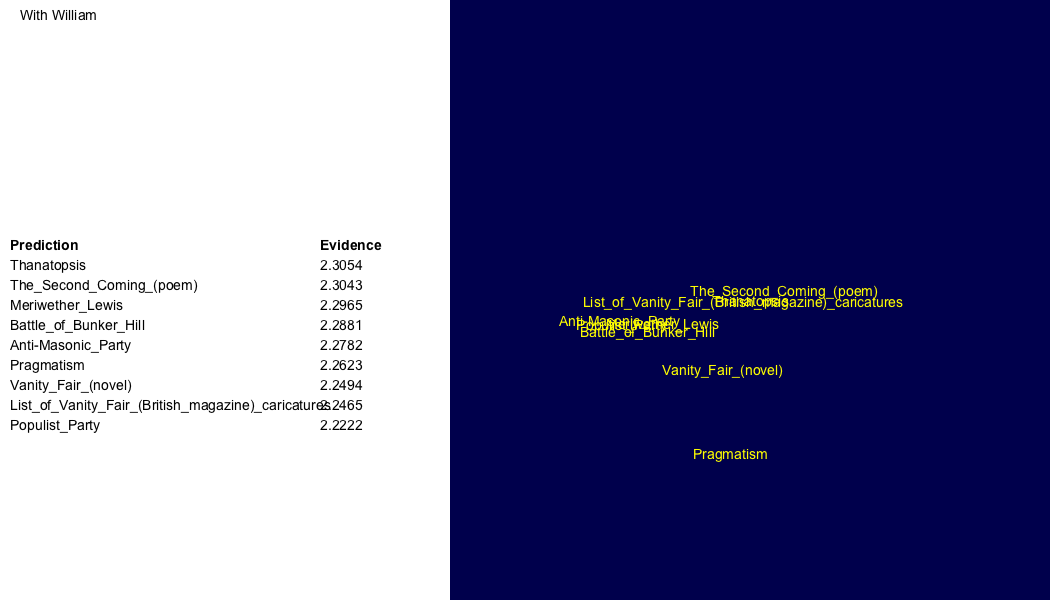 With William
Prediction Evidence
Thanatopsis 2.3054
The_Second_Coming_(poem) 2.3043
Meriwether_Lewis 2.2965
Battle_of_Bunker_Hill 2.2881
Anti-Masonic_Party 2.2782
Pragmatism 2.2623
Vanity_Fair_(novel) 2.2494
List_of_Vanity_Fair_(British_magazine)_caricatures 2.2465
Populist_Party 2.2222
The_Second_Coming_(poem)
Thanatopsis
List_of_Vanity_Fair_(British_magazine)_caricatures
Anti-Masonic_Party
Populist_Party
Meriwether_Lewis
Battle_of_Bunker_Hill
Vanity_Fair_(novel)
Pragmatism